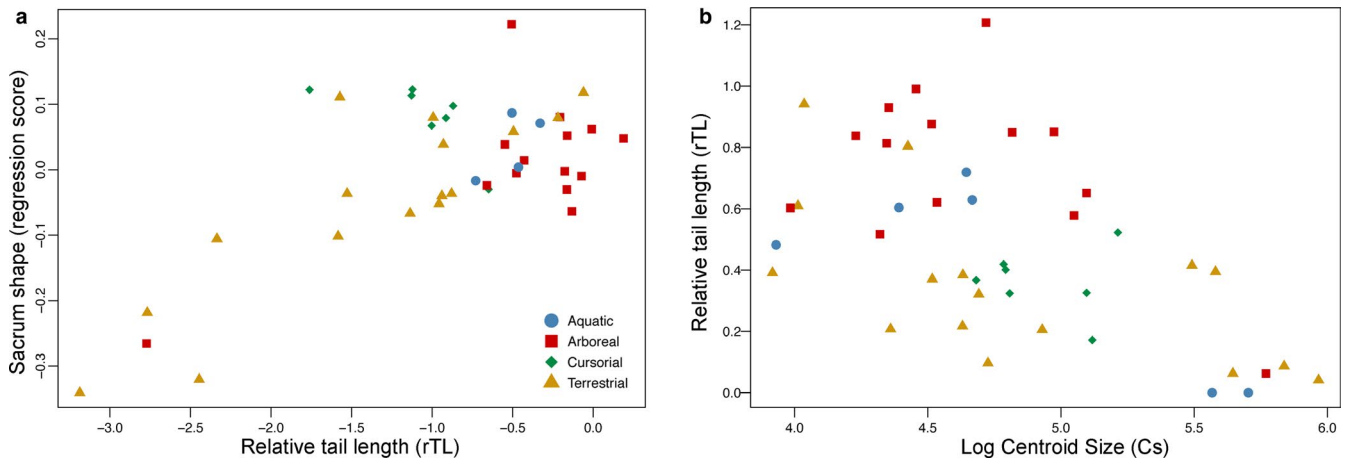 a
Sacrum shape (regression score)
0.2
0.1
0.0
−0.1
−0.2
−0.3
Aquatic
Arboreal
Cursorial
Terrestrial
−3.0 −2.5 −2.0 −1.5 −1.0 −0.5 0.0
Relative tail length (rTL)
b
Relative tail length (rTL)
1.2
1.0
0.8
0.6
0.4
0.2
0.0
4.0 4.5 5.0 5.5 6.0
Log Centroid Size (Cs)